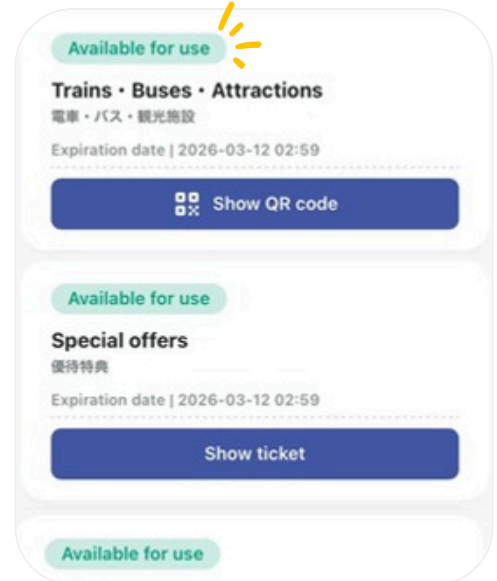 Available for use
Trains・Buses・Attractions
電車・バス・観光施設
Expiration date | 2026-03-12 02:59
Show QR code
Available for use
Special offers
優待特典
Expiration date | 2026-03-12 02:59
Show ticket
Available for use